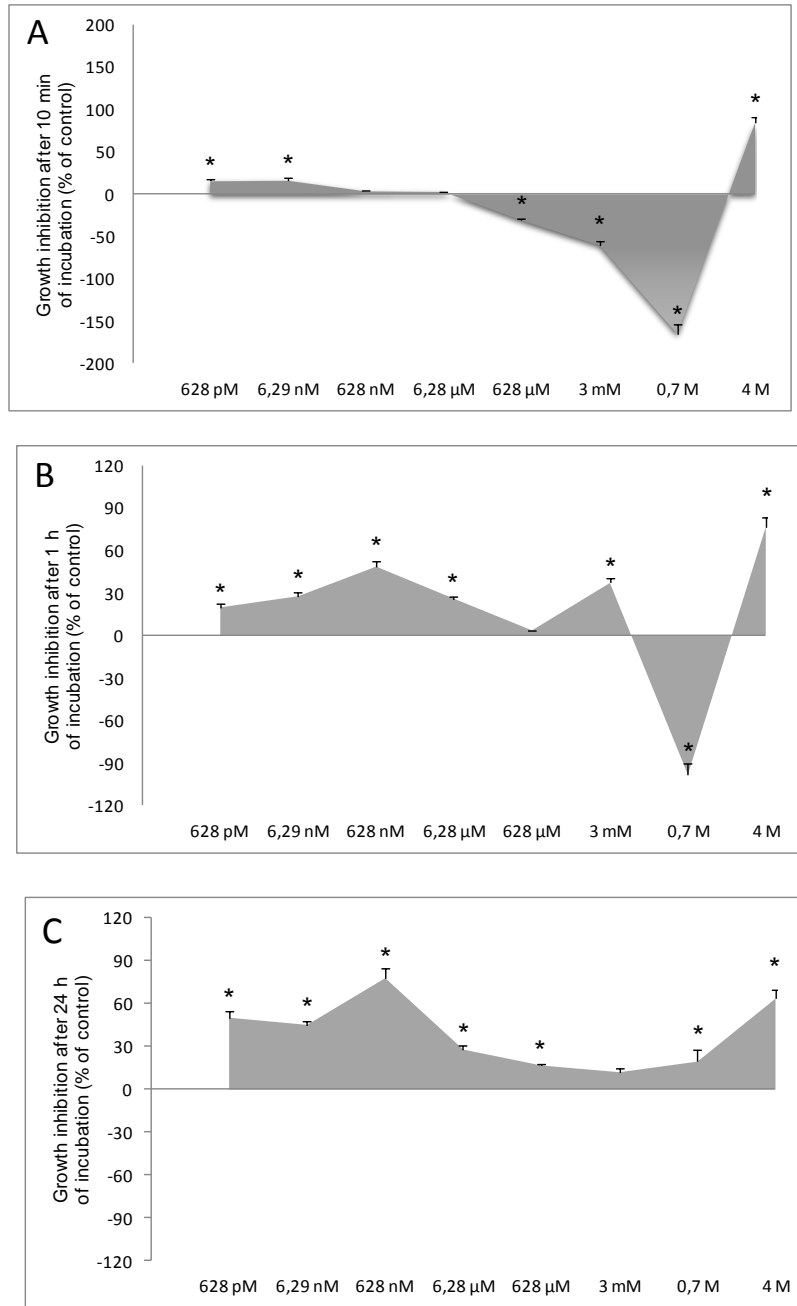 A
Growth inhibition after 10 min
of incubation (% of control)
200
150
100
50
0
-50
-100
-150
-200
* * * * * *
628 pM 6,29 nM 628 nM 6,28 µM 628 µM 3 mM 0,7 M 4 M
B
Growth inhibition after 1 h
of incubation (% of control)
120
90
60
30
0
-30
-60
-90
-120
* * * * * * *
628 pM 6,29 nM 628 nM 6,28 µM 628 µM 3 mM 0,7 M 4 M
C
Growth inhibition after 24 h
of incubation (% of control)
120
90
60
30
0
-30
-60
-90
-120
* * * * * * *
628 pM 6,29 nM 628 nM 6,28 µM 628 µM 3 mM 0,7 M 4 M